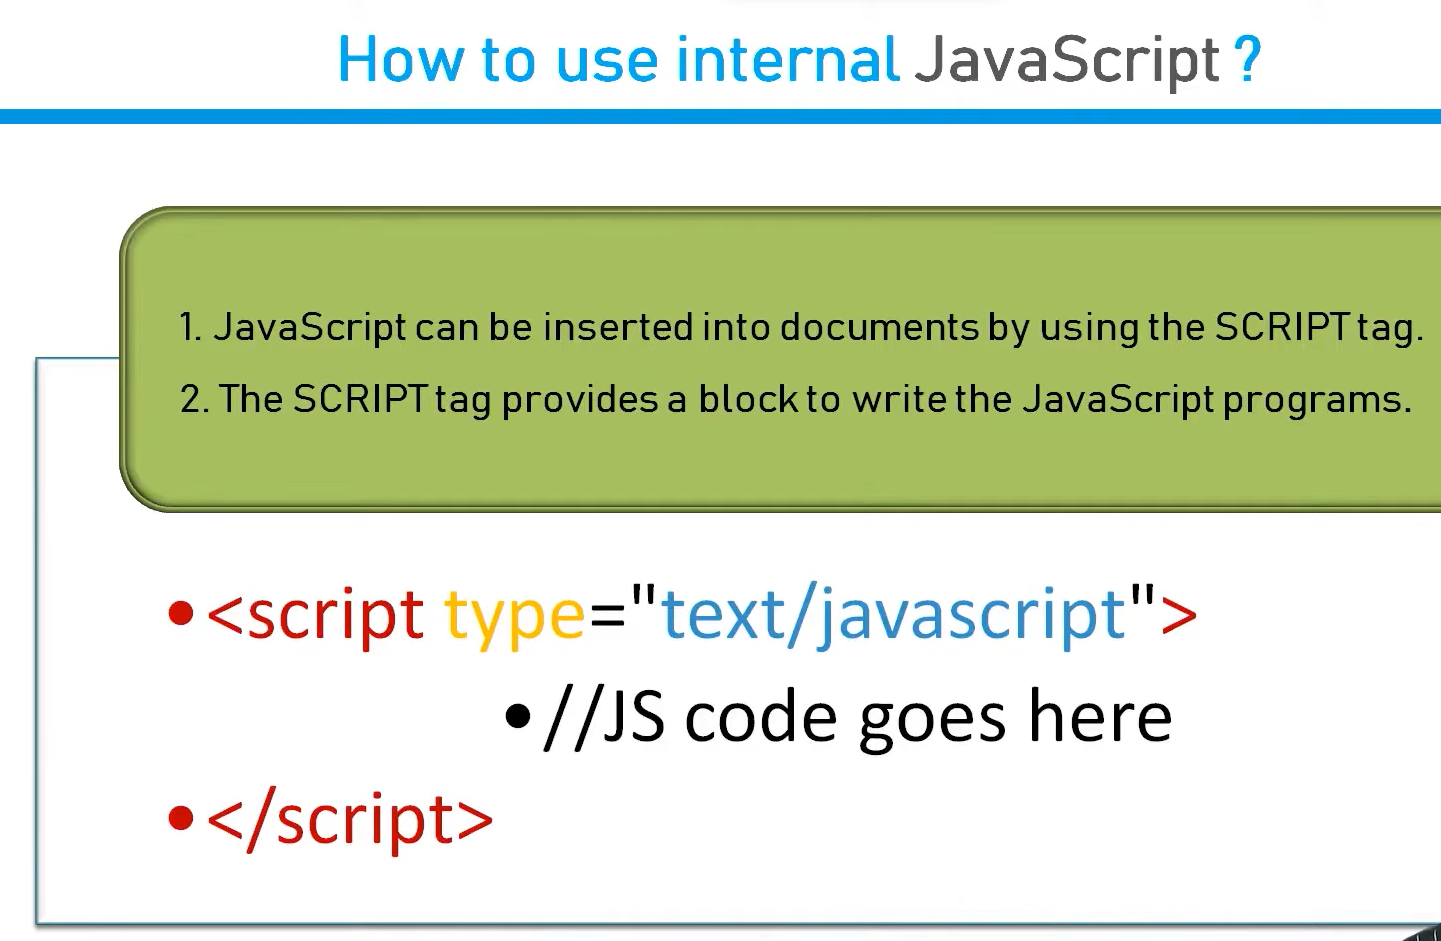 How to use internal JavaScript ?
1. JavaScript can be inserted into documents by using the SCRIPT tag.
2. The SCRIPT tag provides a block to write the JavaScript programs.
•<script type="text/javascript">
•//JS code goes here
•</script>